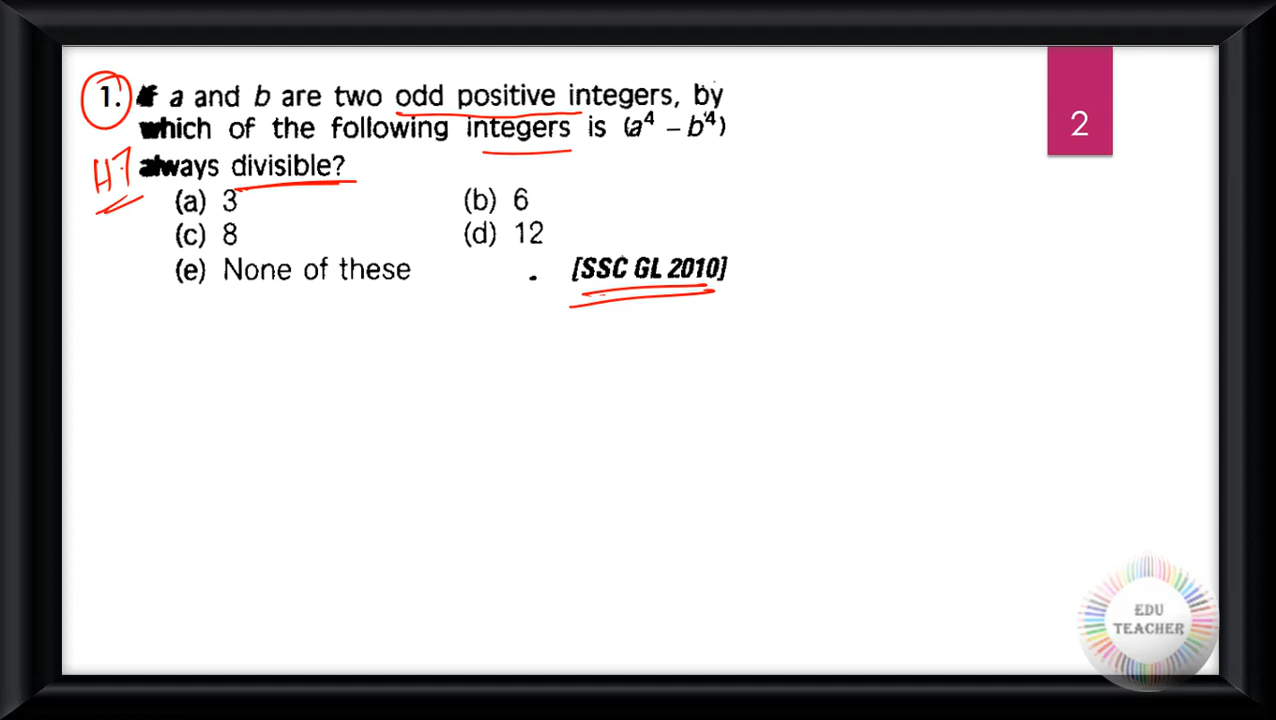 1. If a and b are two odd positive integers, by
which of the following integers is (a⁴ – b⁴)
always divisible?
(a) 3 (b) 6
(c) 8 (d) 12
(e) None of these . [SSC GL 2010]
2
EDU
TEACHER